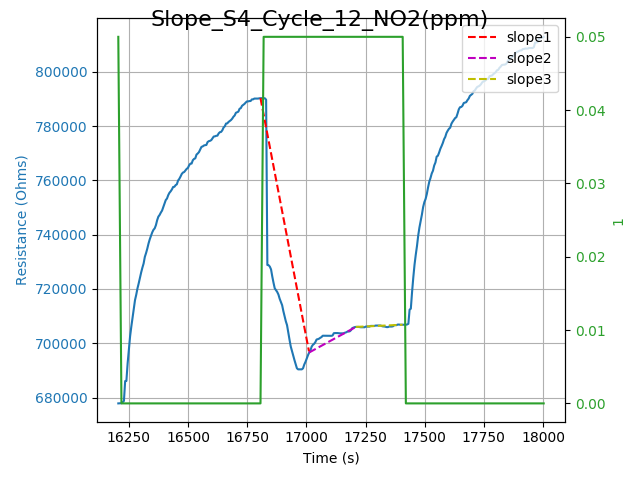 Slope_S4_Cycle_12_NO2(ppm)
slope1
slope2
slope3
800000
780000
760000
740000
720000
700000
680000
Resistance (Ohms)
0.05
0.04
0.03
0.02
0.01
0.00
1
16250 16500 16750 17000 17250 17500 17750 18000
Time (s)